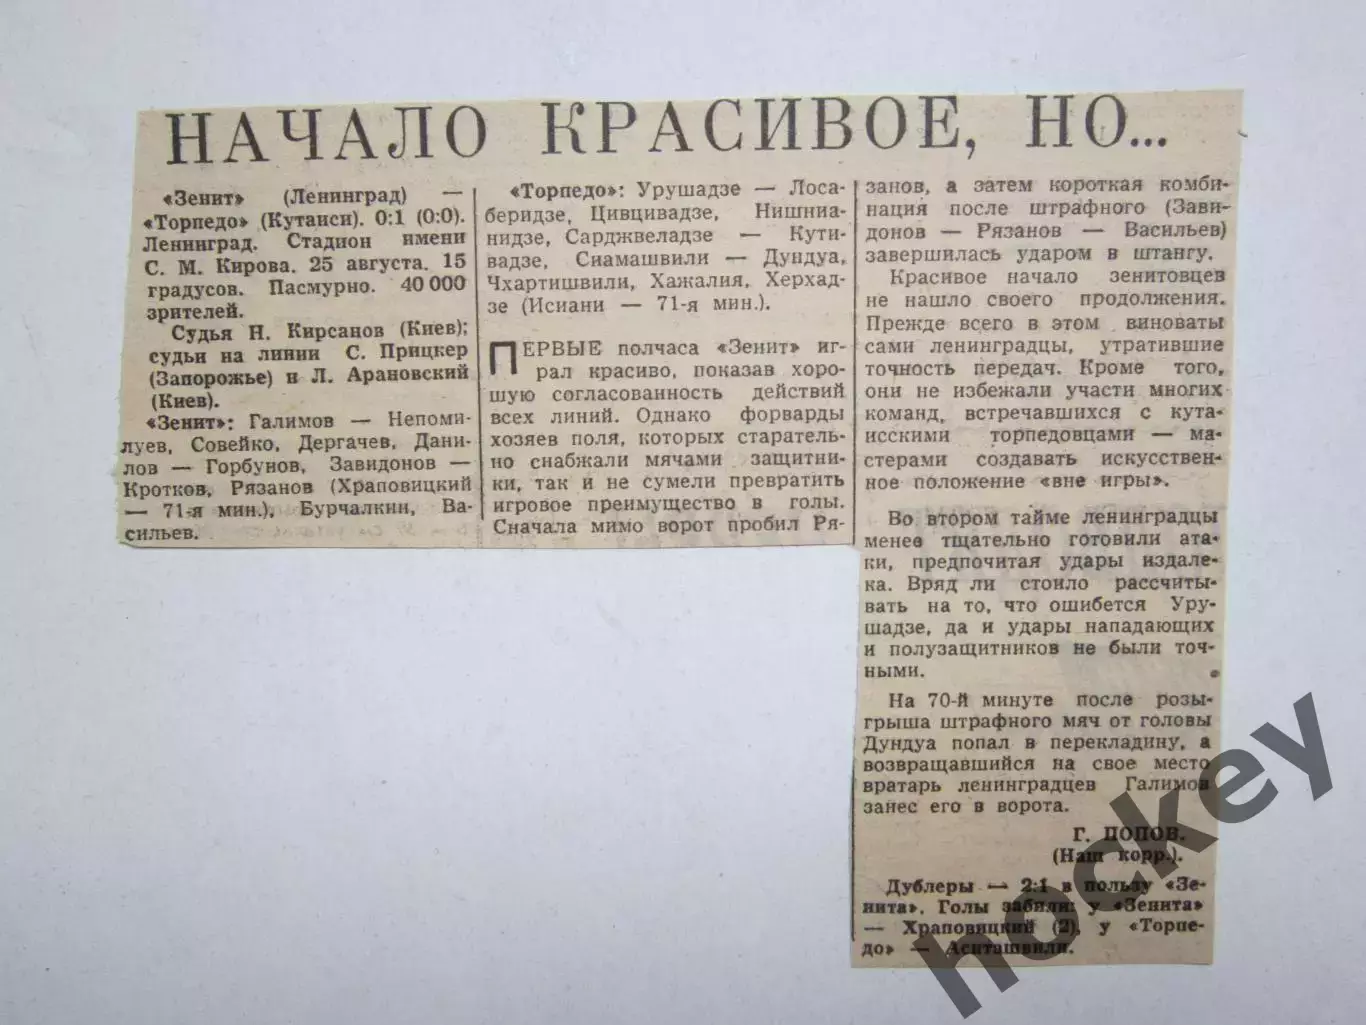 НАЧАЛО КРАСИВОЕ, НО...
«Зенит» (Ленинград) —
«Торпедо» (Кутаиси). 0:1 (0:0).
Ленинград. Стадион имени
С. М. Кирова. 25 августа. 15
градусов. Пасмурно. 40 000
зрителей.
Судья Н. Кирсанов (Киев);
судьи на линии С. Прицкер
(Запорожье) и Л. Арановский
(Киев).
«Зенит»: Галимов — Непоми-
луев, Совейко, Дергачев, Дани-
лов — Горбунов, Завидонов —
Кротков, Рязанов (Храповицкий
— 71-я мин.), Бурчалкин, Ва-
сильев.
«Торпедо»: Урушадзе — Лоса-
беридзе, Цивцивадзе, Нишниа-
нидзе, Сарджвеладзе — Кути-
вадзе, Сиамашвили — Дундуа,
Чхартишвили, Хажалия, Херхад-
зе (Исиани — 71-я мин.).
ПЕРВЫЕ полчаса «Зенит» иг-
рал красиво, показав хоро-
шую согласованность действий
всех линий. Однако форварды
хозяев поля, которых старатель-
но снабжали мячами защитни-
ки, так и не сумели превратить
игровое преимущество в голы.
Сначала мимо ворот пробил Ря-
занов, а затем короткая комби-
нация после штрафного (Зави-
донов — Рязанов — Васильев)
завершилась ударом в штангу.
Красивое начало зенитовцев
не нашло своего продолжения.
Прежде всего в этом виноваты
сами ленинградцы, утратившие
точность передач. Кроме того,
они не избежали участи многих
команд, встречавшихся с кута-
исскими торпедовцами — ма-
стерами создавать искусствен-
ное положение «вне игры».
Во втором тайме ленинградцы
менее тщательно готовили ата-
ки, предпочитая удары издале-
ка. Вряд ли стоило рассчиты-
вать на то, что ошибется Уру-
шадзе, да и удары нападающих
и полузащитников не были точ-
ными.
На 70-й минуте после розы-
грыша штрафного мяч от головы
Дундуа попал в перекладину, а
возвращавшийся на свое место
вратарь ленинградцев Галимов
занес его в ворота.
Г. ПОПОВ.
(Наш корр.).
Дублеры — 2:1 в пользу «Зе-
нита». Голы забили: у «Зенита»
— Храповицкий (2), у «Торпе-
до» — Аситашвили.
hockey